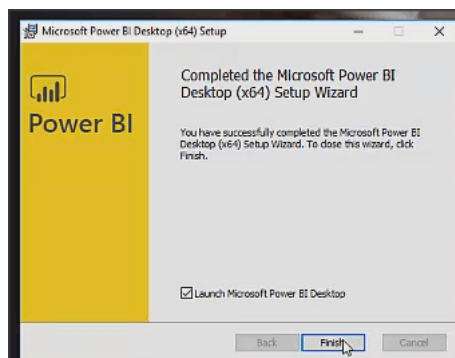 Microsoft Power BI Desktop (x64) Setup
Power BI
Completed the Microsoft Power BI
Desktop (x64) Setup Wizard
You have successfully completed the Microsoft Power BI
Desktop (x64) Setup Wizard. To close this wizard, click
Finish.
Launch Microsoft Power BI Desktop
Back
Finish
Cancel